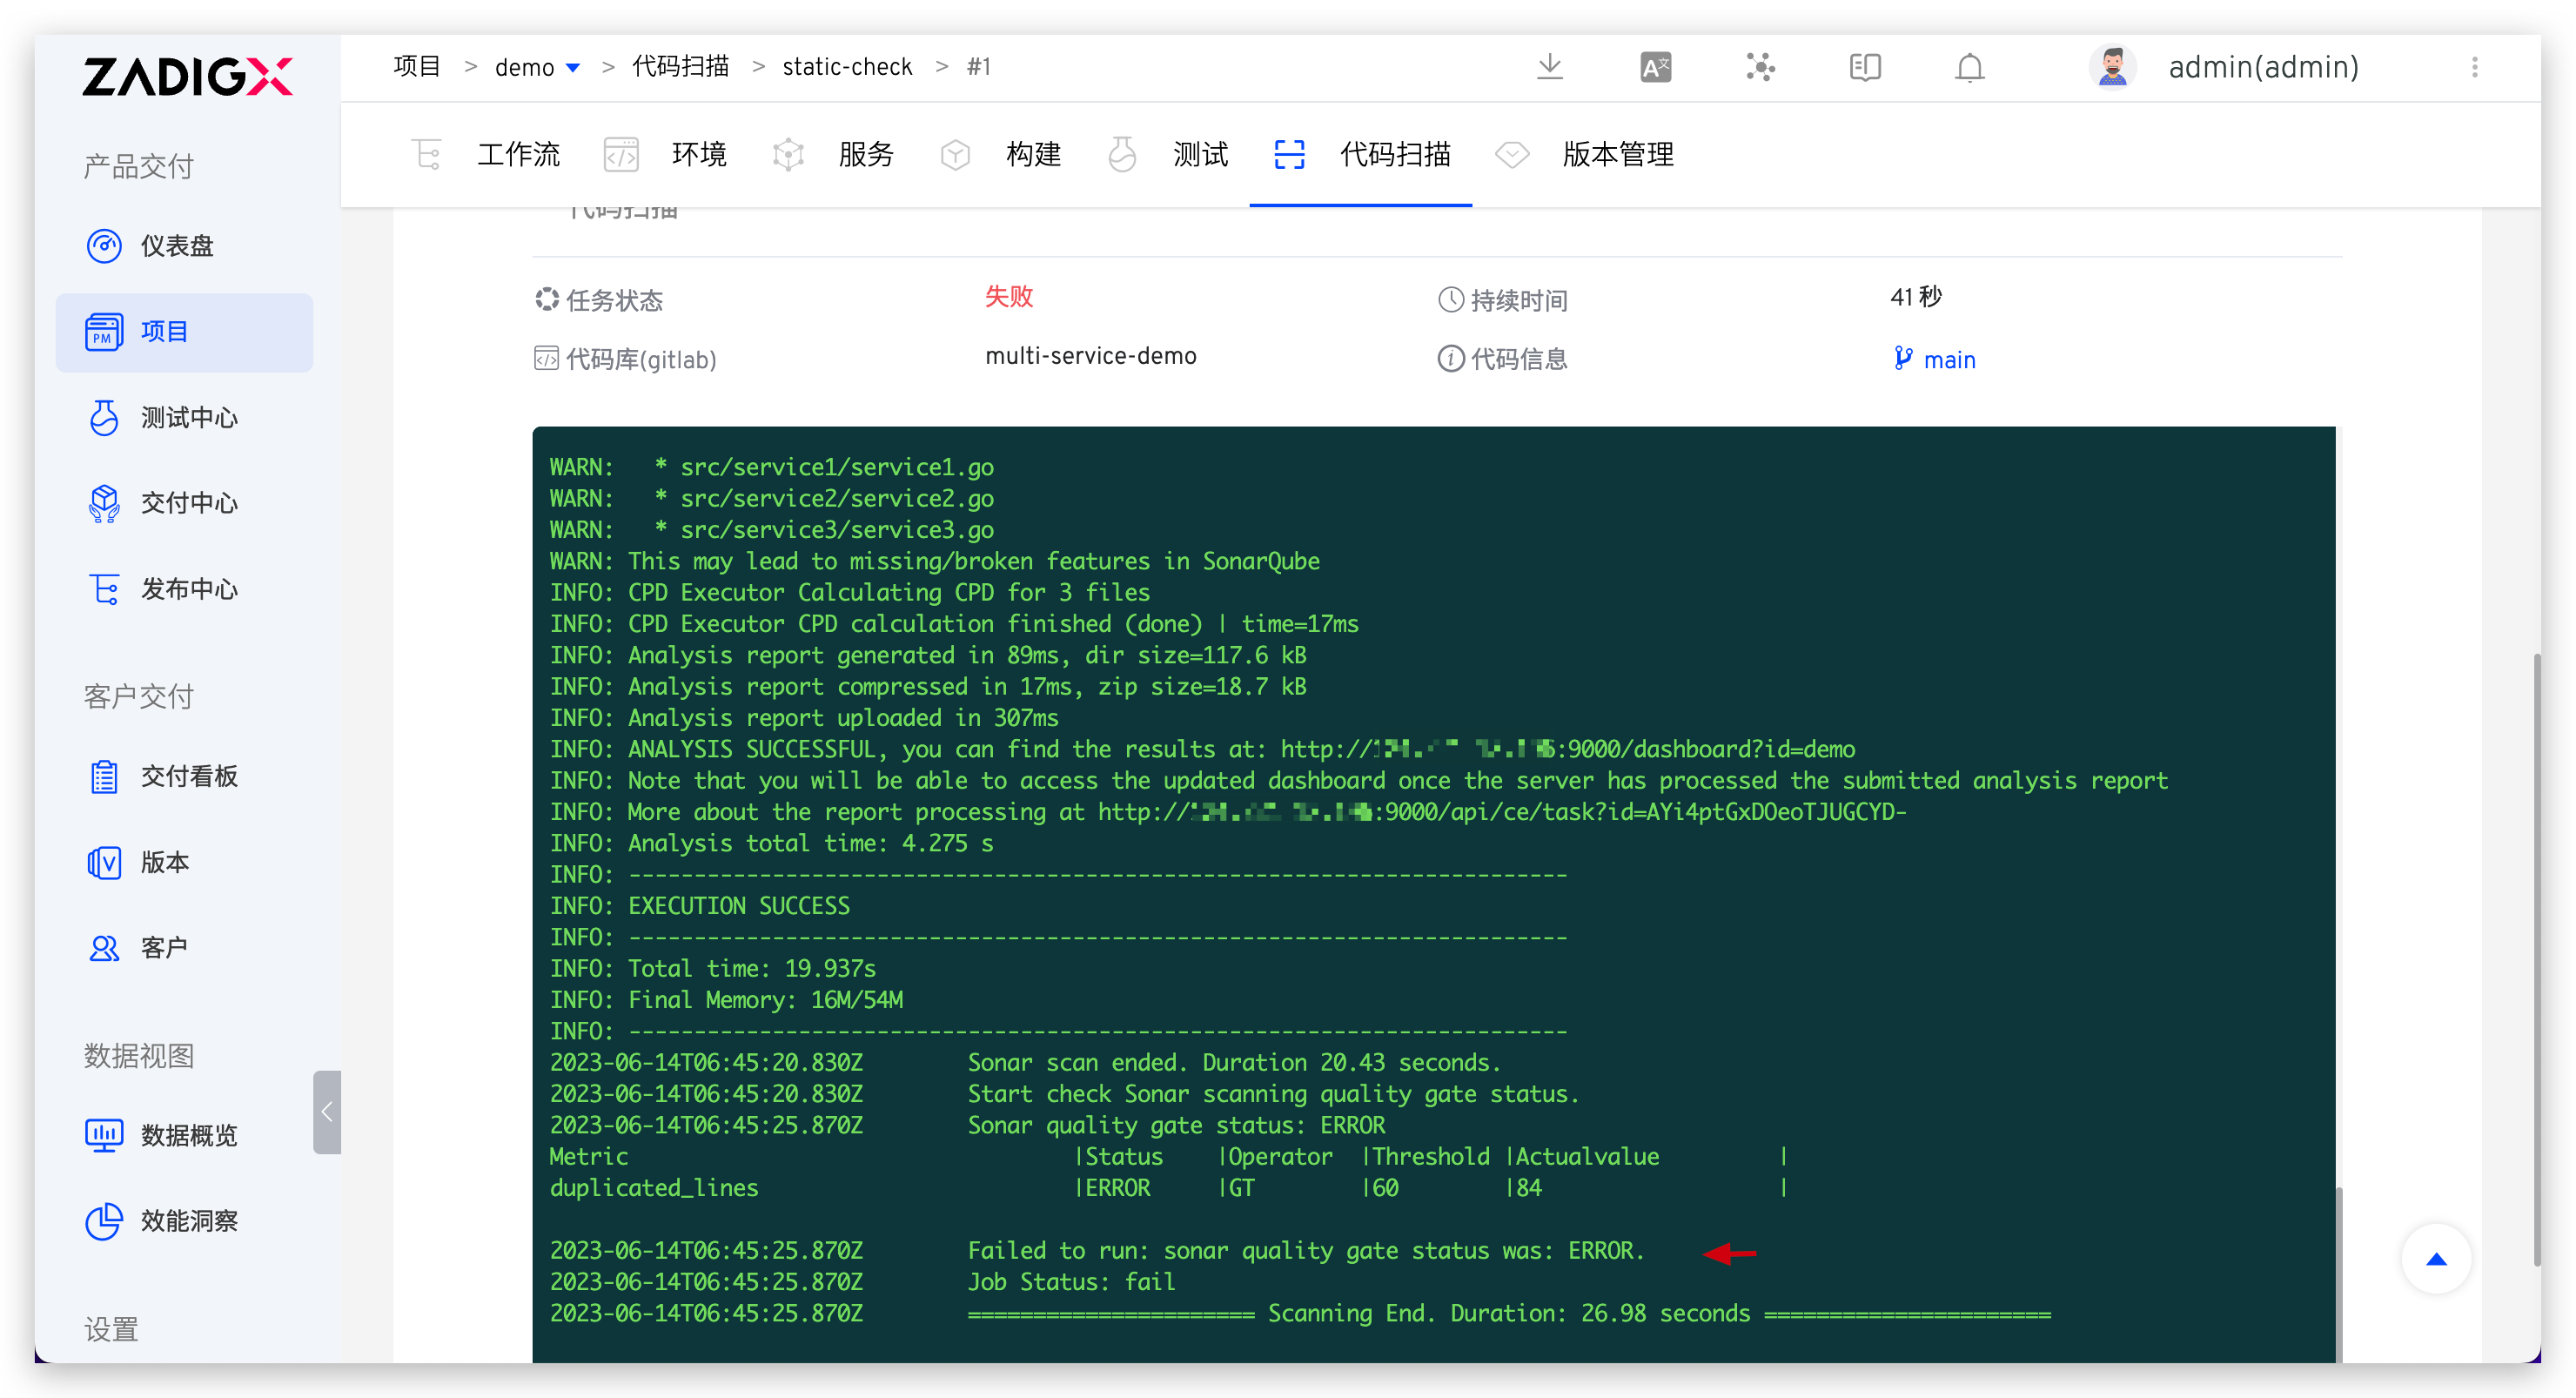 ZADIGX
项目 > demo > 代码扫描 > static-check > #1
A文
admin(admin)
工作流 环境 服务 构建 测试 代码扫描 版本管理
产品交付
仪表盘
PM 项目
测试中心
交付中心
发布中心
客户交付
交付看板
版本
客户
数据视图
数据概览
效能洞察
设置
代码扫描
任务状态 失败 持续时间 41 秒
代码库(gitlab) multi-service-demo 代码信息 main
WARN:   * src/service1/service1.go
WARN:   * src/service2/service2.go
WARN:   * src/service3/service3.go
WARN: This may lead to missing/broken features in SonarQube
INFO: CPD Executor Calculating CPD for 3 files
INFO: CPD Executor CPD calculation finished (done) | time=17ms
INFO: Analysis report generated in 89ms, dir size=117.6 kB
INFO: Analysis report compressed in 17ms, zip size=18.7 kB
INFO: Analysis report uploaded in 307ms
INFO: ANALYSIS SUCCESSFUL, you can find the results at: http:// :9000/dashboard?id=demo
INFO: Note that you will be able to access the updated dashboard once the server has processed the submitted analysis report
INFO: More about the report processing at http:// :9000/api/ce/task?id=AYi4ptGxDOeoTJUGCYD-
INFO: Analysis total time: 4.275 s
INFO: ------------------------------------------------------------------------
INFO: EXECUTION SUCCESS
INFO: ------------------------------------------------------------------------
INFO: Total time: 19.937s
INFO: Final Memory: 16M/54M
INFO: ------------------------------------------------------------------------
2023-06-14T06:45:20.830Z        Sonar scan ended. Duration 20.43 seconds.
2023-06-14T06:45:20.830Z        Start check Sonar scanning quality gate status.
2023-06-14T06:45:25.870Z        Sonar quality gate status: ERROR
Metric |Status |Operator |Threshold |Actualvalue |
duplicated_lines |ERROR |GT |60 |84 |
2023-06-14T06:45:25.870Z        Failed to run: sonar quality gate status was: ERROR.
2023-06-14T06:45:25.870Z        Job Status: fail
2023-06-14T06:45:25.870Z        ====================== Scanning End. Duration: 26.98 seconds ======================